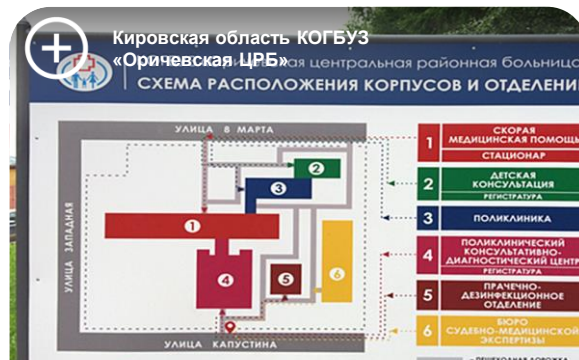 Кировская область КОГБУЗ
«Оричевская ЦРБ»
центральная районная больница
СХЕМА РАСПОЛОЖЕНИЯ КОРПУСОВ И ОТДЕЛЕНИ
УЛИЦА 8 МАРТА
УЛИЦА ЗАПАДНАЯ
1
2
3
4
5
6
УЛИЦА КАПУСТИНА
1 СКОРАЯ
МЕДИЦИНСКАЯ ПОМОЩЬ
СТАЦИОНАР
2 ДЕТСКАЯ
КОНСУЛЬТАЦИЯ
РЕГИСТРАТУРА
3 ПОЛИКЛИНИКА
4 ПОЛИКЛИНИЧЕСКИЙ
КОНСУЛЬТАТИВНО-
ДИАГНОСТИЧЕСКИЙ ЦЕНТР
РЕГИСТРАТУРА
5 ПРАЧЕЧНО-
ДЕЗИНФЕКЦИОННОЕ
ОТДЕЛЕНИЕ
6 БЮРО
СУДЕБНО-МЕДИЦИНСКОЙ
ЭКСПЕРТИЗЫ